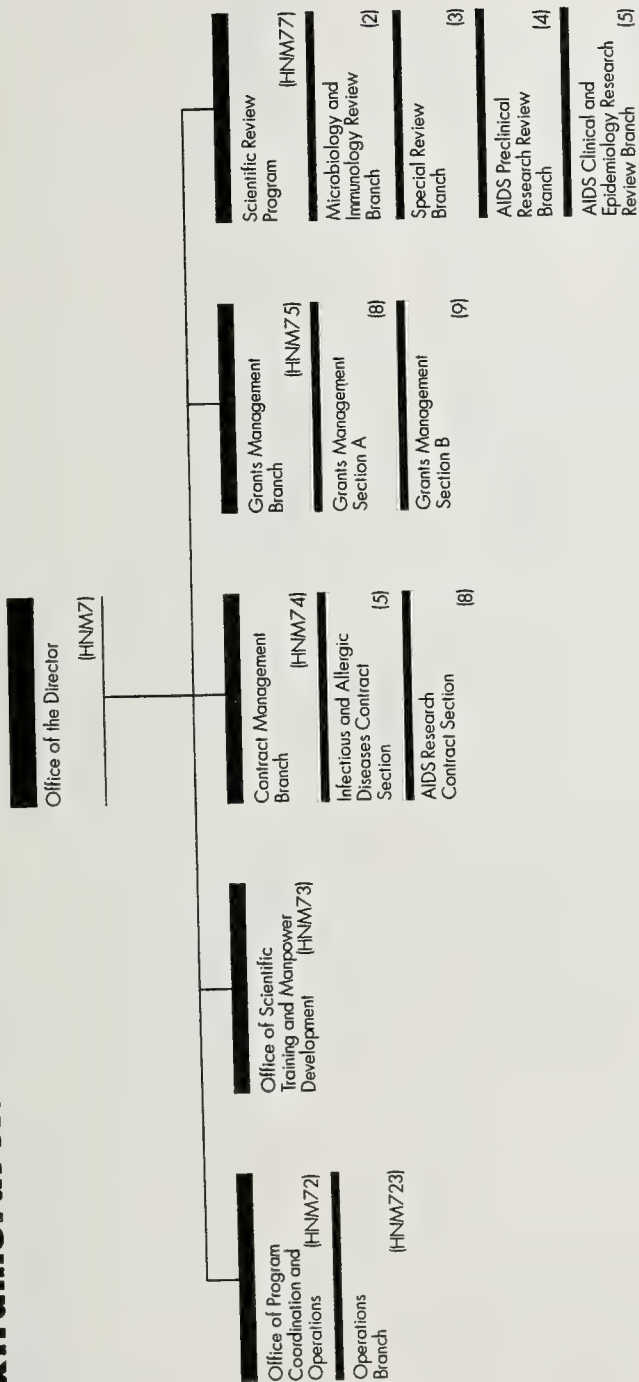 Office of the Director
(HNM7)
Office of Program
Coordination and
Operations (HNM72)
Operations
Branch
(HNM723)
Office of Scientific
Training and Manpower
Development (HNM73)
Contract Management
Branch
(HNM74)
Infectious and Allergic
Diseases Contract
Section (5)
AIDS Research
Contract Section
(8)
Grants Management
Branch
(HNM75)
Grants Management
Section A (8)
Grants Management
Section B (9)
Scientific Review
Program
(HNM77)
Microbiology and
Immunology Review
Branch (2)
Special Review
Branch (3)
AIDS Preclinical
Research Review
Branch (4)
AIDS Clinical and
Epidemiology Research
Review Branch (5)